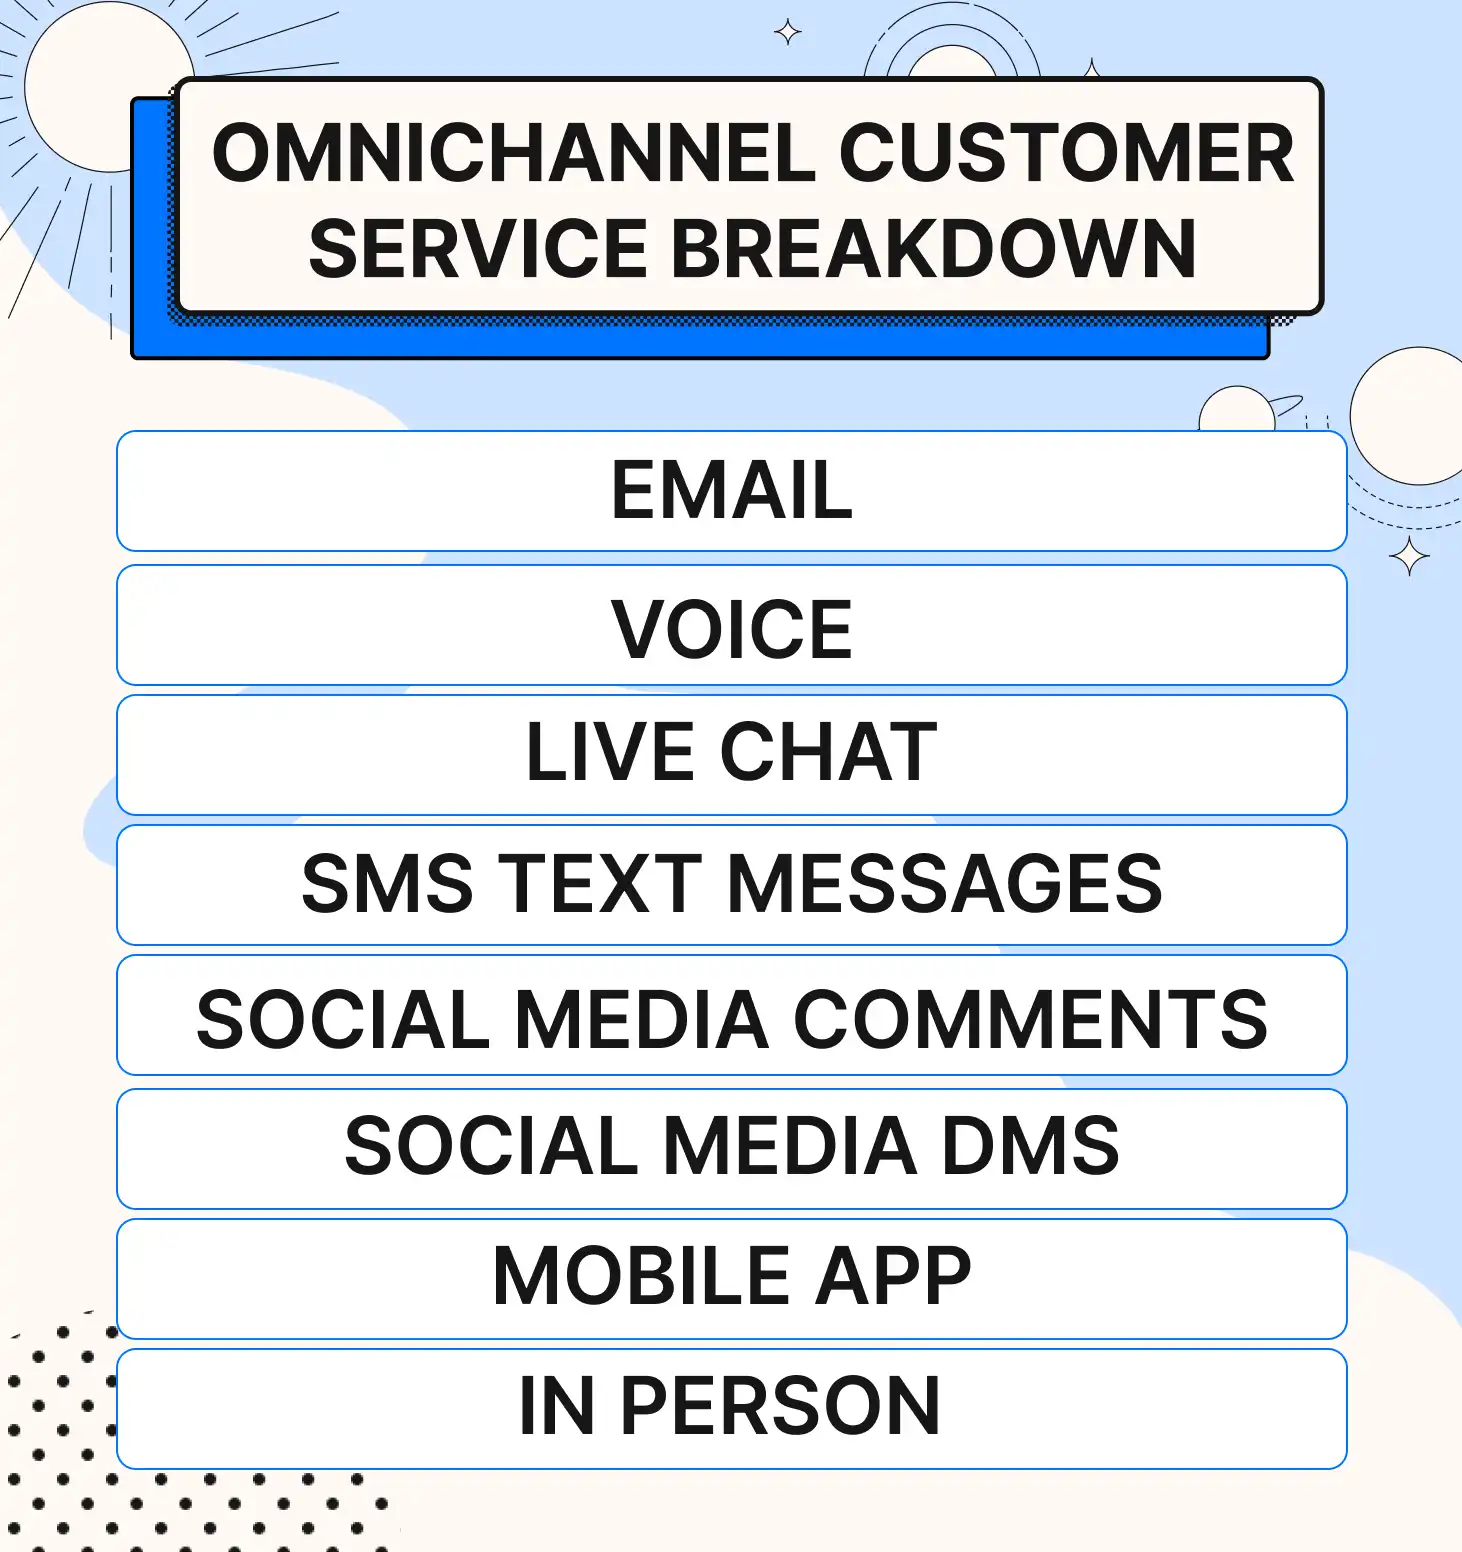 OMNICHANNEL CUSTOMER
SERVICE BREAKDOWN
EMAIL
VOICE
LIVE CHAT
SMS TEXT MESSAGES
SOCIAL MEDIA COMMENTS
SOCIAL MEDIA DMS
MOBILE APP
IN PERSON